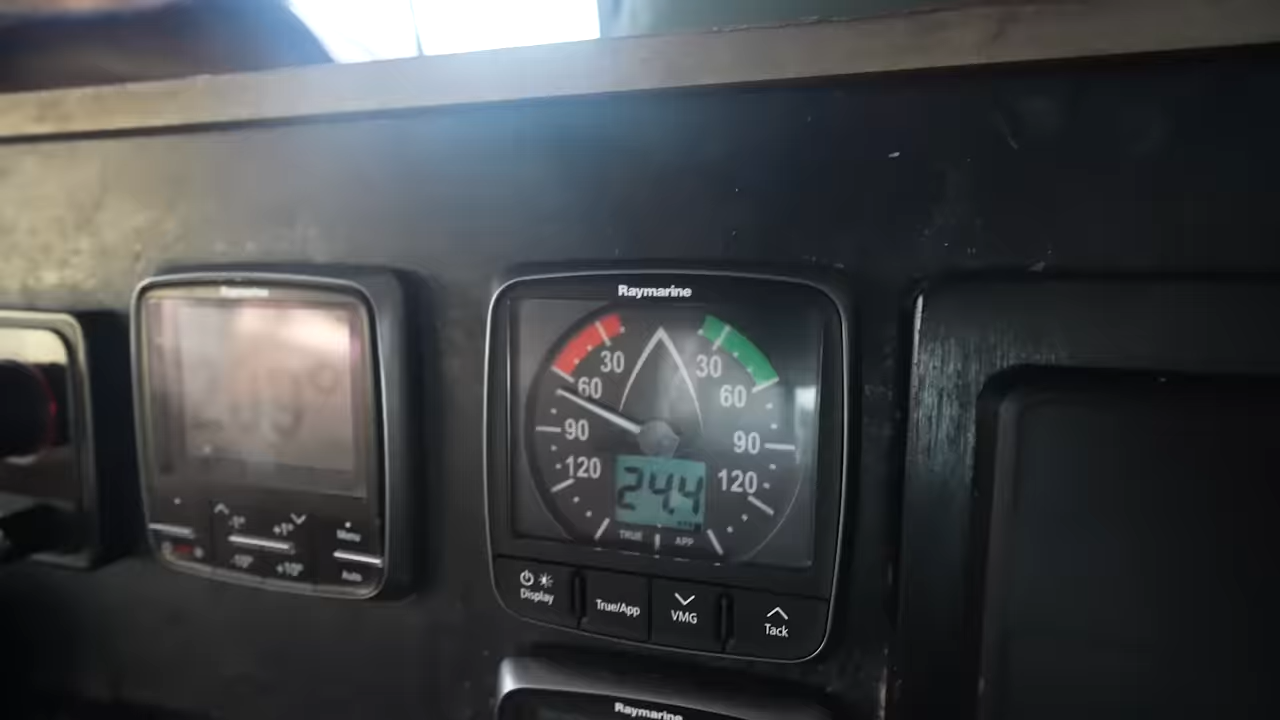 Raymarine
Raymarine
30
30
60
60
90
90
120
120
24.4
TRUE
APP
-1°
+1°
-10°
+10°
Menu
Auto
Display
True/App
VMG
Tack
Raymarine